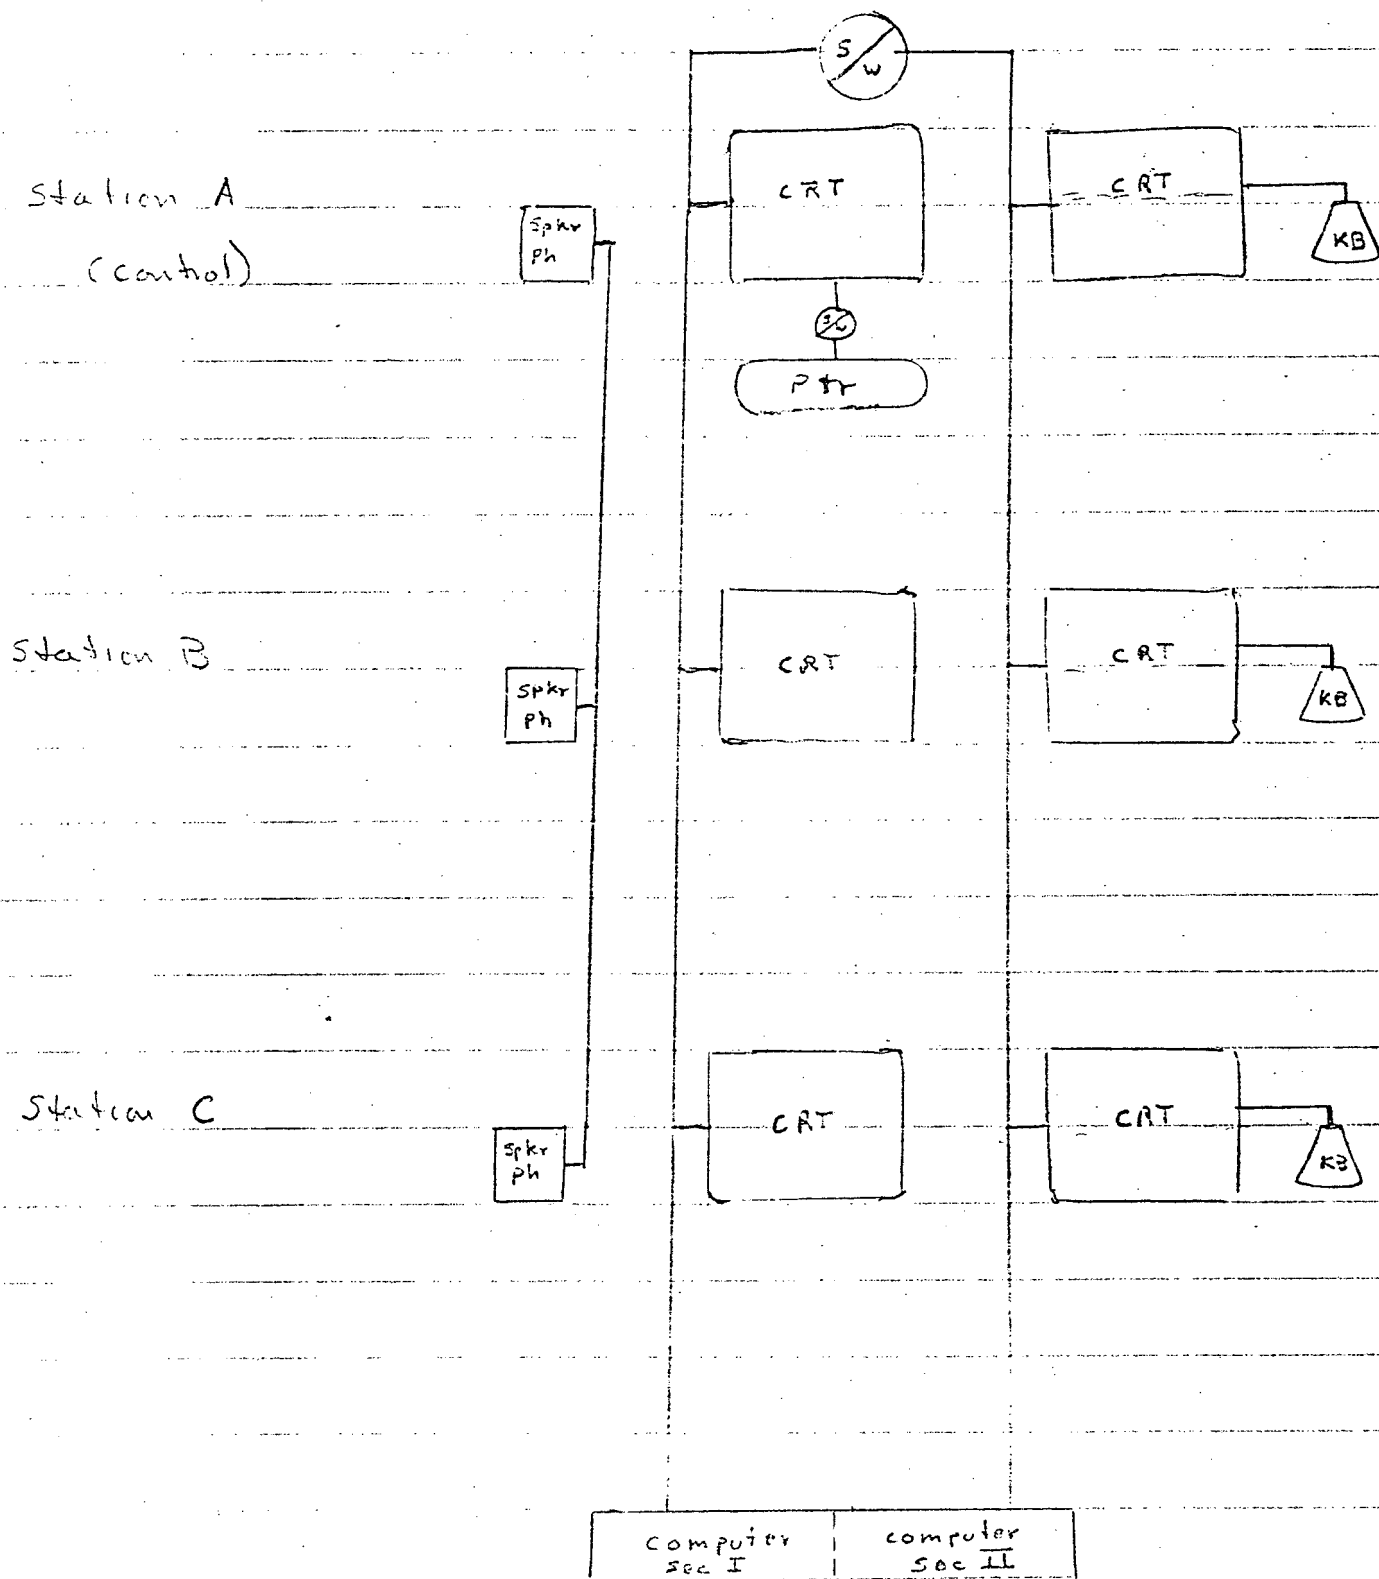 S/W
Station A
(control)
Spkr
Ph
CRT
CRT
KB
S/W
Ptr
Station B
Spkr
Ph
CRT
CRT
KB
Station C
Spkr
Ph
CRT
CRT
KB
computer
sec I
computer
sec II